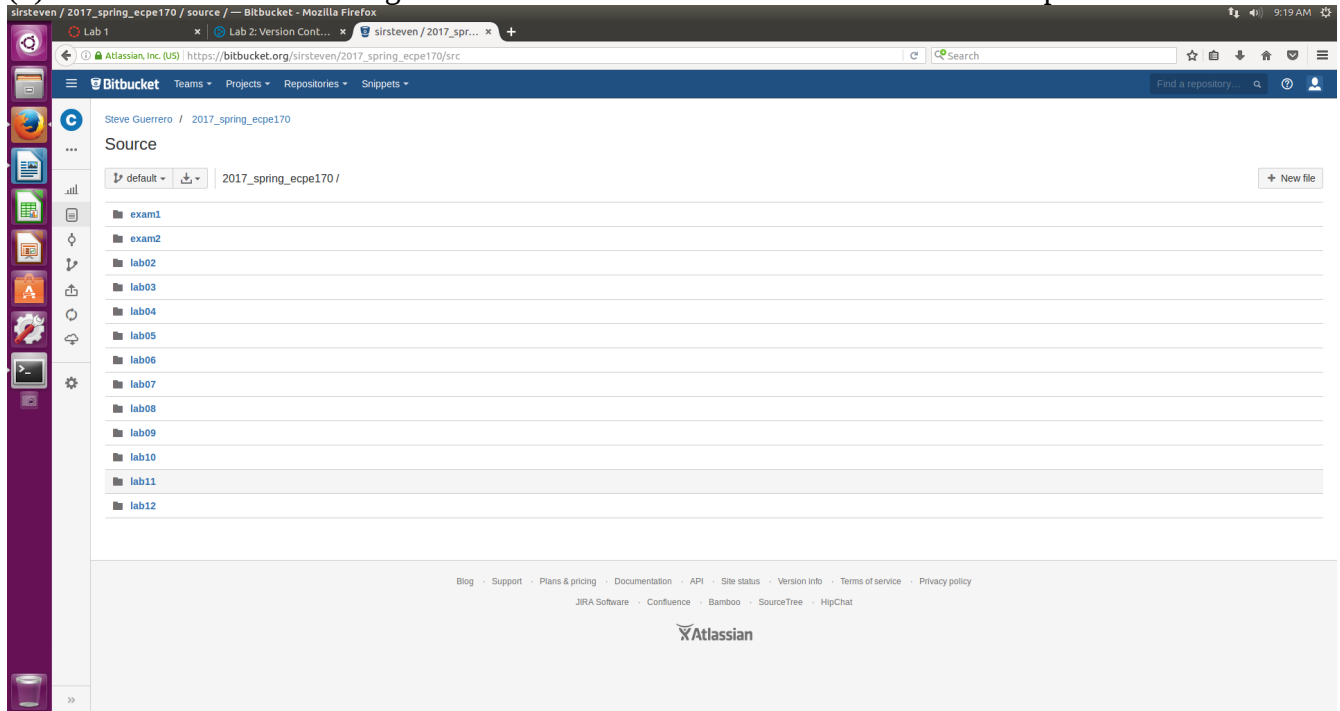 sirsteven / 2017_spring_ecpe170 / source / — Bitbucket - Mozilla Firefox
9:19 AM
Lab 1 × Lab 2: Version Cont... × sirsteven / 2017_spr... × +
Atlassian, Inc. (US) https://bitbucket.org/sirsteven/2017_spring_ecpe170/src
Search
Bitbucket Teams Projects Repositories Snippets
Find a repository...
C
Steve Guerrero / 2017_spring_ecpe170
Source
default
2017_spring_ecpe170 /
+ New file
exam1
exam2
lab02
lab03
lab04
lab05
lab06
lab07
lab08
lab09
lab10
lab11
lab12
Blog · Support · Plans & pricing · Documentation · API · Site status · Version info · Terms of service · Privacy policy
JIRA Software · Confluence · Bamboo · SourceTree · HipChat
Atlassian